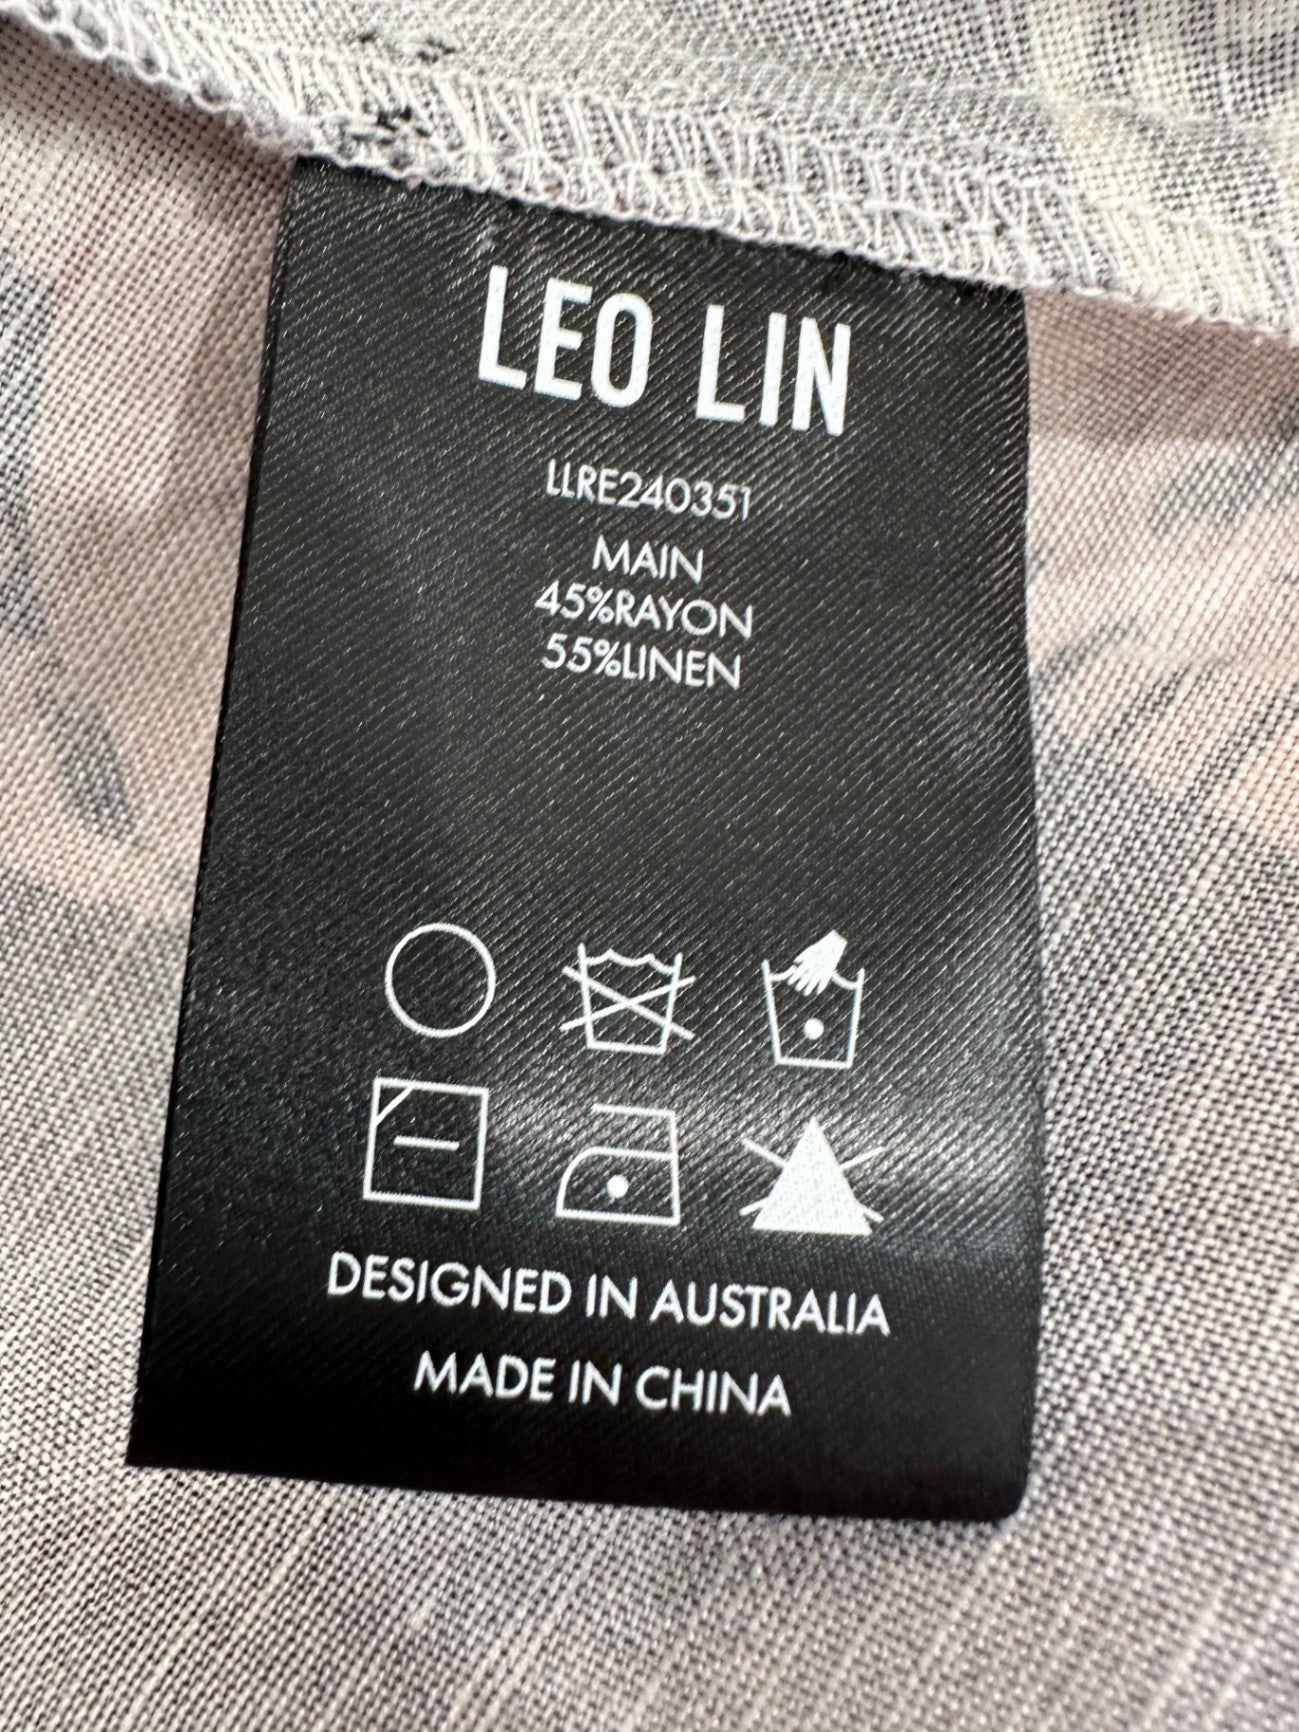 LEO LIN
LLRE240351
MAIN
45%RAYON
55%LINEN
DESIGNED IN AUSTRALIA
MADE IN CHINA